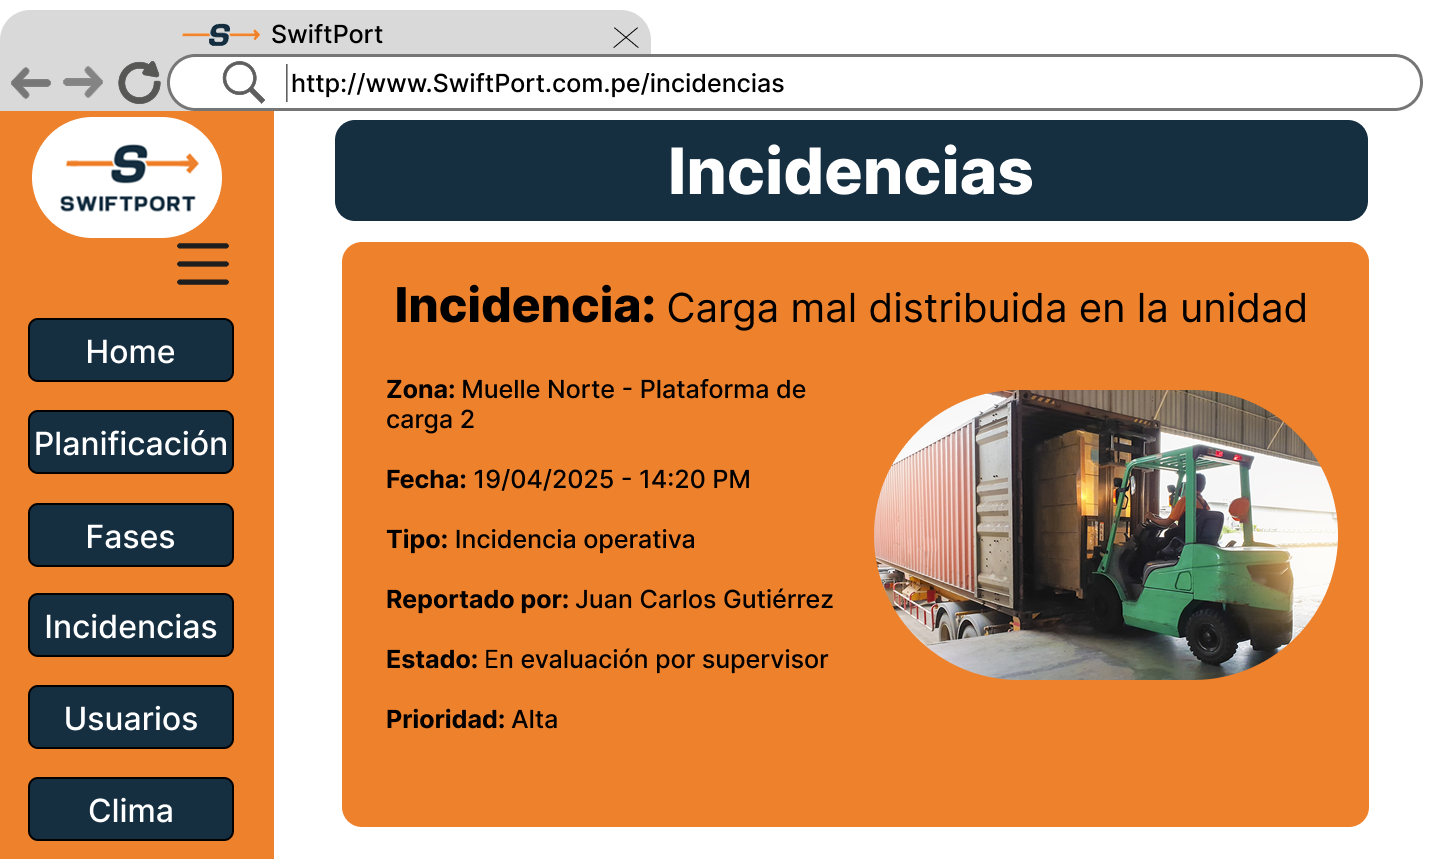 SwiftPort
http://www.SwiftPort.com.pe/incidencias
S
SWIFTPORT
Home
Planificación
Fases
Incidencias
Usuarios
Clima
Incidencias
Incidencia: Carga mal distribuida en la unidad
Zona: Muelle Norte - Plataforma de
carga 2
Fecha: 19/04/2025 - 14:20 PM
Tipo: Incidencia operativa
Reportado por: Juan Carlos Gutiérrez
Estado: En evaluación por supervisor
Prioridad: Alta